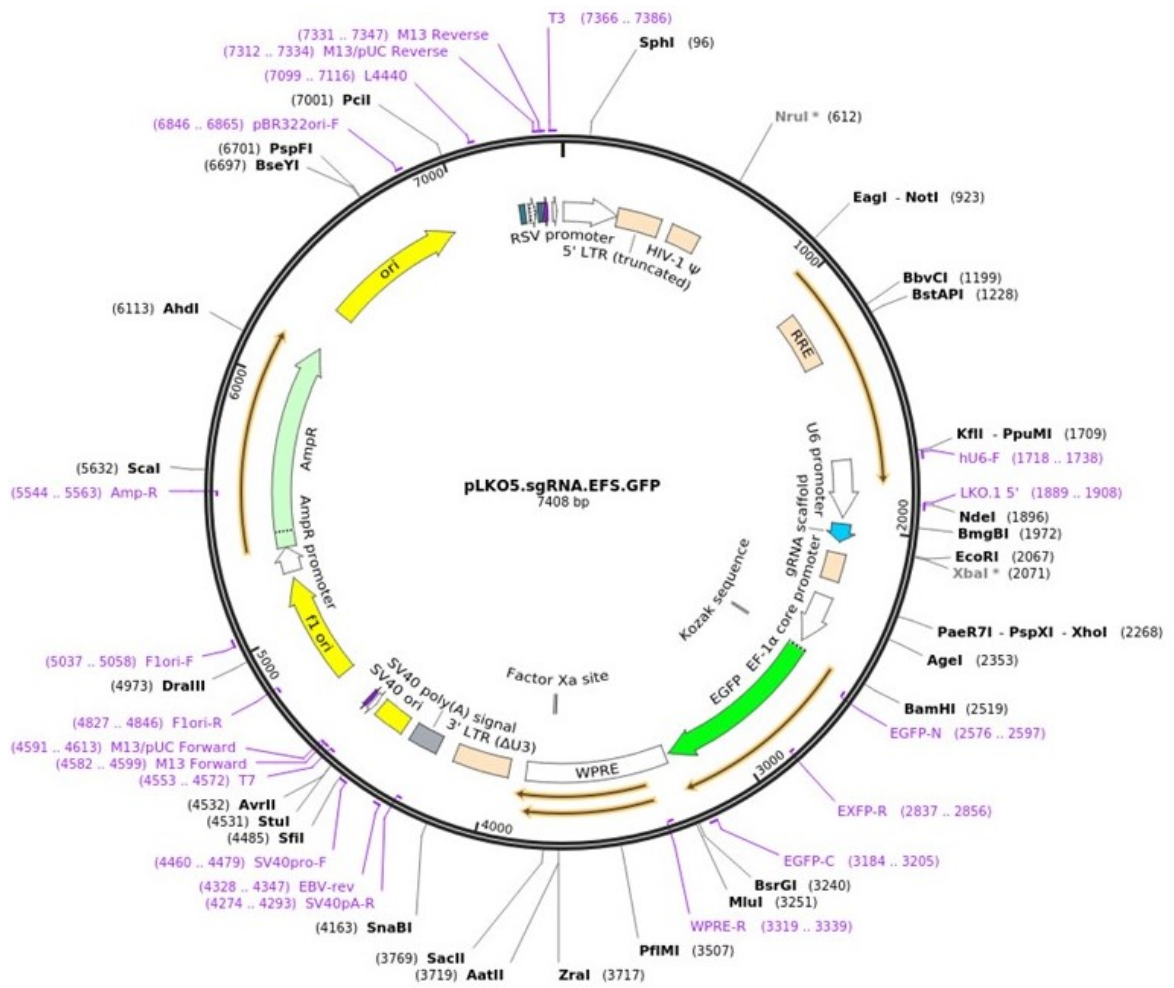 T3 (7366 .. 7386)
(7331 .. 7347) M13 Reverse
(7312 .. 7334) M13/pUC Reverse
(7099 .. 7116) L4440
(7001) PciI
(6846 .. 6865) pBR322ori-F
(6701) PspFI
(6697) BseYI
SphI (96)
NruI * (612)
EagI - NotI (923)
BbvCI (1199)
BstAPI (1228)
KflI - PpuMI (1709)
hU6-F (1718 .. 1738)
LKO.1 5' (1889 .. 1908)
NdeI (1896)
BmgBI (1972)
EcoRI (2067)
XbaI * (2071)
PaeR7I - PspXI - XhoI (2268)
AgeI (2353)
BamHI (2519)
EGFP-N (2576 .. 2597)
EXFP-R (2837 .. 2856)
EGFP-C (3184 .. 3205)
BsrGI (3240)
MluI (3251)
WPRE-R (3319 .. 3339)
PflMI (3507)
ZraI (3717)
(3719) AatII
(3769) SacII
(4163) SnaBI
(4274 .. 4293) SV40pA-R
(4328 .. 4347) EBV-rev
(4460 .. 4479) SV40pro-F
(4485) SfiI
(4531) StuI
(4532) AvrII
(4553 .. 4572) T7
(4582 .. 4599) M13 Forward
(4591 .. 4613) M13/pUC Forward
(4827 .. 4846) F1ori-R
(4973) DraIII
(5037 .. 5058) F1ori-F
(5544 .. 5563) Amp-R
(5632) ScaI
(6113) AhdI
1000
2000
3000
4000
5000
6000
7000
RSV promoter
5' LTR (truncated)
HIV-1 Ψ
RRE
U6 promoter
gRNA scaffold
EF-1α core promoter
Kozak sequence
EGFP
Factor Xa site
WPRE
3' LTR (ΔU3)
SV40 poly(A) signal
SV40 ori
f1 ori
AmpR promoter
AmpR
ori
pLKO5.sgRNA.EFS.GFP
7408 bp